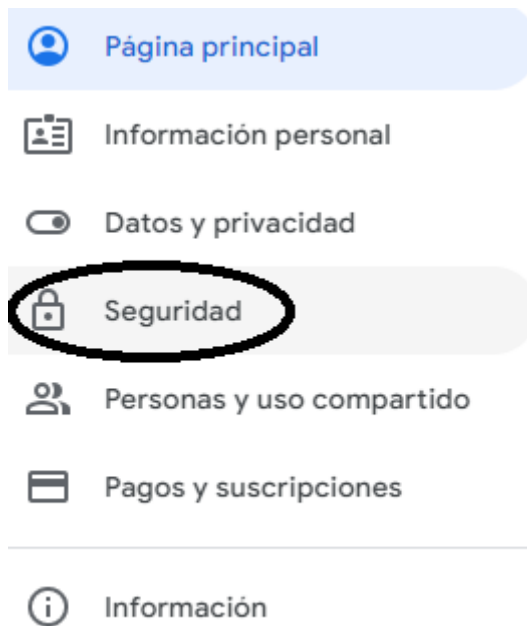 Página principal
Información personal
Datos y privacidad
Seguridad
Personas y uso compartido
Pagos y suscripciones
Información